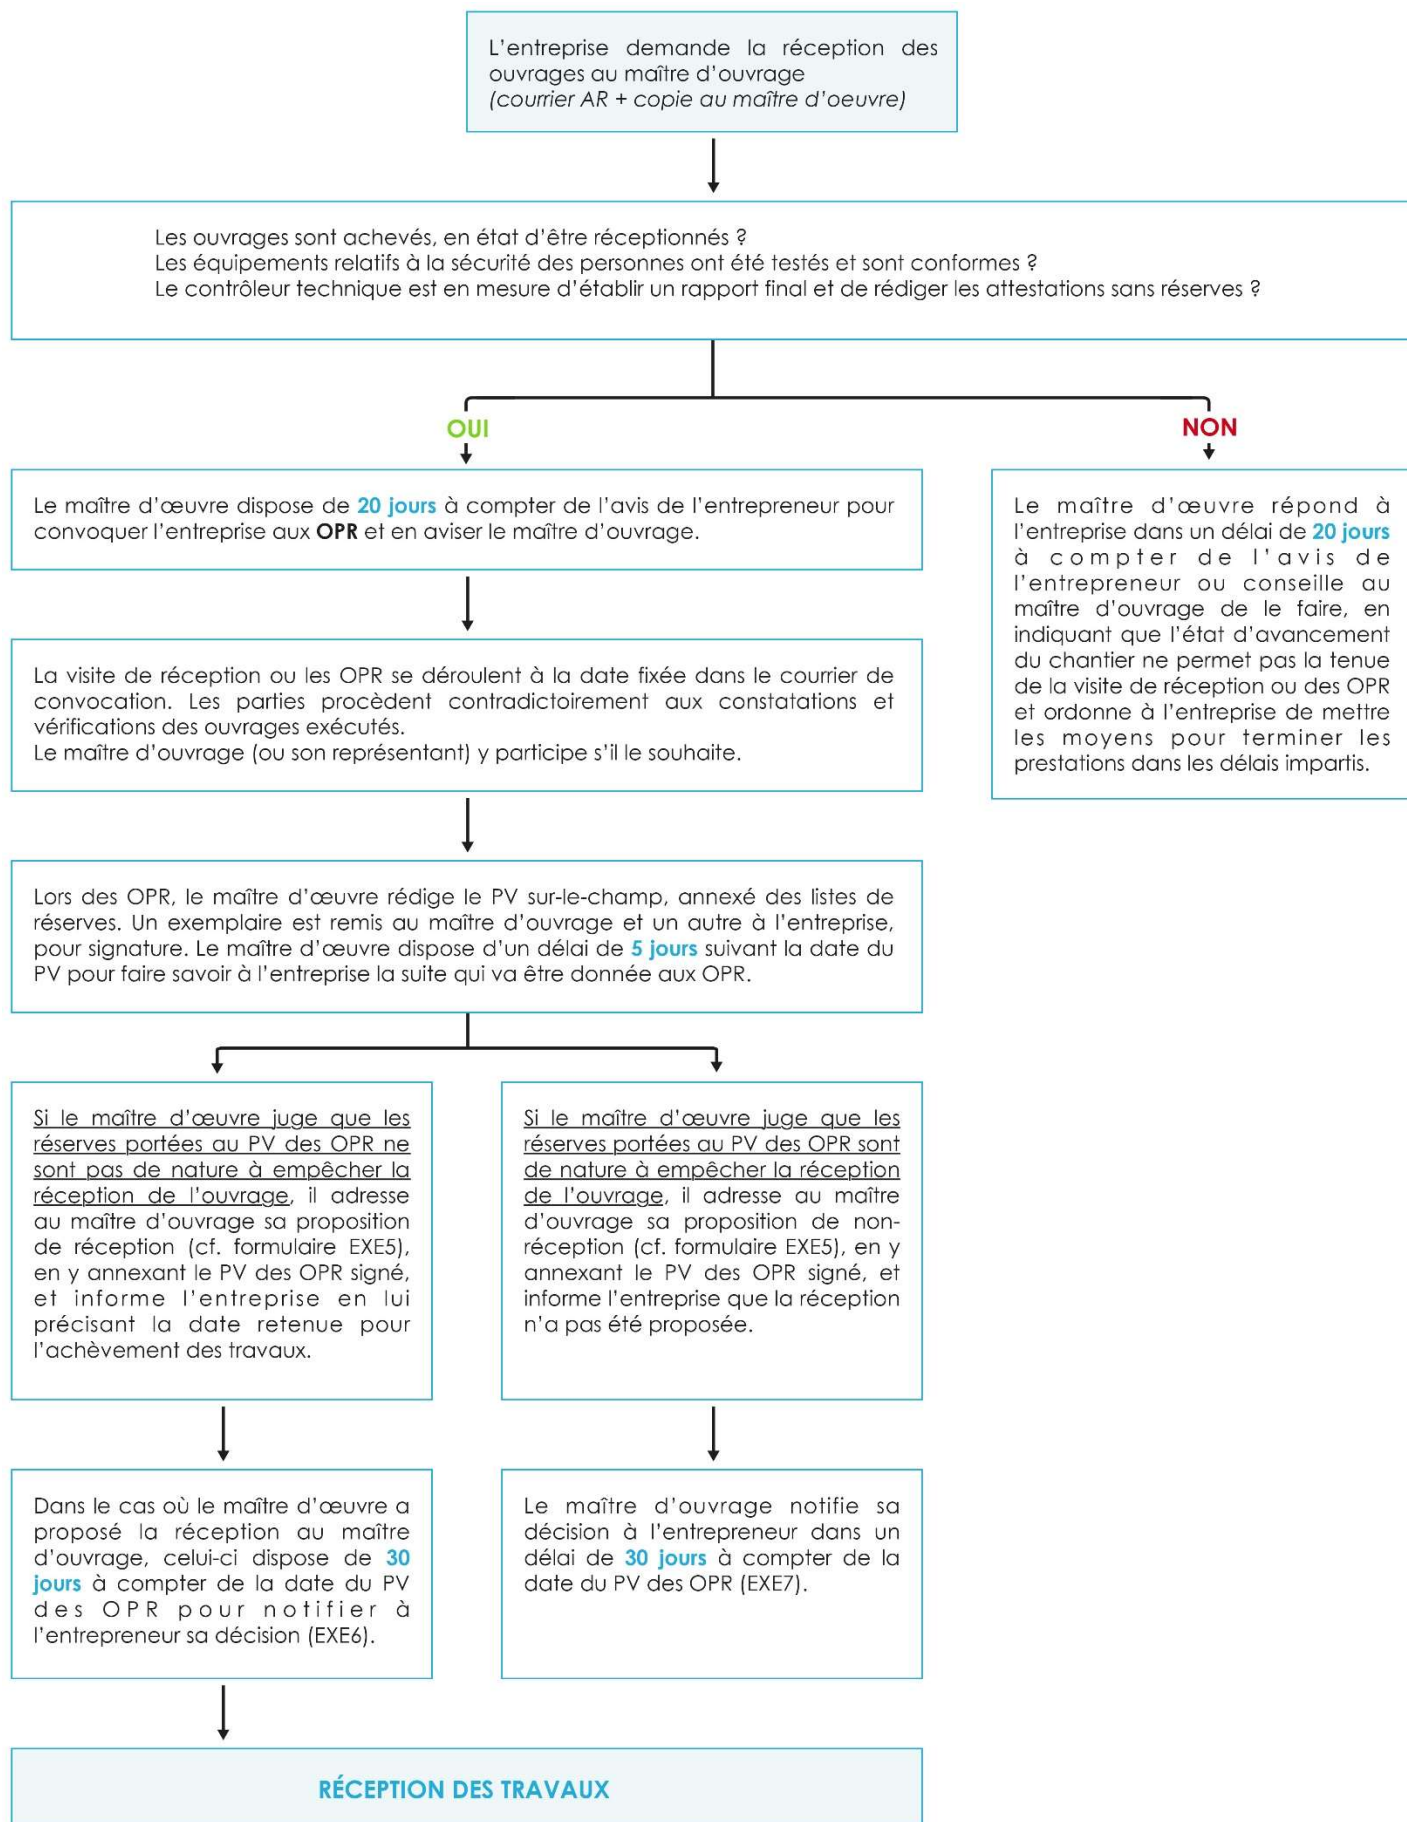 L'entreprise demande la réception des
ouvrages au maître d'ouvrage
(courrier AR + copie au maître d'oeuvre)
Les ouvrages sont achevés, en état d'être réceptionnés ?
Les équipements relatifs à la sécurité des personnes ont été testés et sont conformes ?
Le contrôleur technique est en mesure d'établir un rapport final et de rédiger les attestations sans réserves ?
OUI
NON
Le maître d'œuvre dispose de 20 jours à compter de l'avis de l'entrepreneur pour
convoquer l'entreprise aux OPR et en aviser le maître d'ouvrage.
Le maître d'œuvre répond à
l'entreprise dans un délai de 20 jours
à compter de l'avis de
l'entrepreneur ou conseille au
maître d'ouvrage de le faire, en
indiquant que l'état d'avancement
du chantier ne permet pas la tenue
de la visite de réception ou des OPR
et ordonne à l'entreprise de mettre
les moyens pour terminer les
prestations dans les délais impartis.
La visite de réception ou les OPR se déroulent à la date fixée dans le courrier de
convocation. Les parties procèdent contradictoirement aux constatations et
vérifications des ouvrages exécutés.
Le maître d'ouvrage (ou son représentant) y participe s'il le souhaite.
Lors des OPR, le maître d'œuvre rédige le PV sur-le-champ, annexé des listes de
réserves. Un exemplaire est remis au maître d'ouvrage et un autre à l'entreprise,
pour signature. Le maître d'œuvre dispose d'un délai de 5 jours suivant la date du
PV pour faire savoir à l'entreprise la suite qui va être donnée aux OPR.
Si le maître d'œuvre juge que les
réserves portées au PV des OPR ne
sont pas de nature à empêcher la
réception de l'ouvrage, il adresse
au maître d'ouvrage sa proposition
de réception (cf. formulaire EXE5),
en y annexant le PV des OPR signé,
et informe l'entreprise en lui
précisant la date retenue pour
l'achèvement des travaux.
Si le maître d'œuvre juge que les
réserves portées au PV des OPR sont
de nature à empêcher la réception
de l'ouvrage, il adresse au maître
d'ouvrage sa proposition de non-
réception (cf. formulaire EXE5), en y
annexant le PV des OPR signé, et
informe l'entreprise que la réception
n'a pas été proposée.
Dans le cas où le maître d'œuvre a
proposé la réception au maître
d'ouvrage, celui-ci dispose de 30
jours à compter de la date du PV
des OPR pour notifier à
l'entrepreneur sa décision (EXE6).
Le maître d'ouvrage notifie sa
décision à l'entrepreneur dans un
délai de 30 jours à compter de la
date du PV des OPR (EXE7).
RÉCEPTION DES TRAVAUX